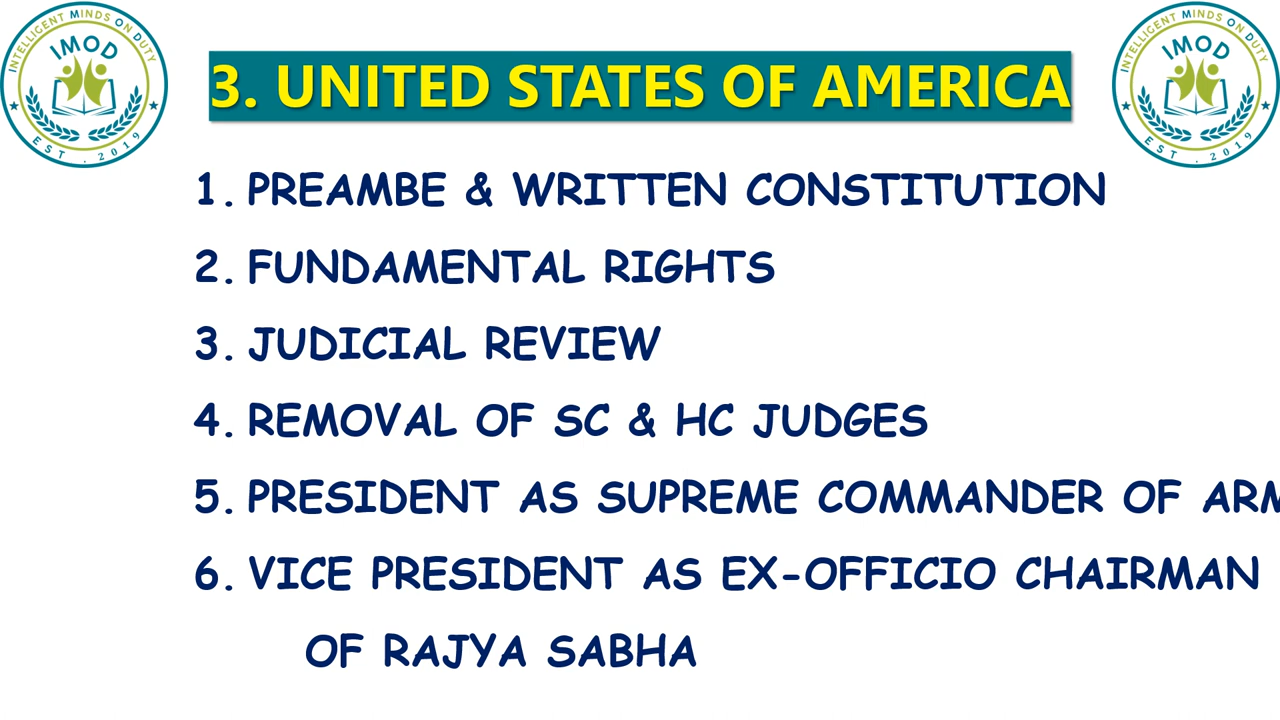 INTELLIGENT MINDS ON DUTY
IMOD
EST . 2019
3. UNITED STATES OF AMERICA
INTELLIGENT MINDS ON DUTY
IMOD
EST . 2019
1. PREAMBE & WRITTEN CONSTITUTION
2. FUNDAMENTAL RIGHTS
3. JUDICIAL REVIEW
4. REMOVAL OF SC & HC JUDGES
5. PRESIDENT AS SUPREME COMMANDER OF ARM
6. VICE PRESIDENT AS EX-OFFICIO CHAIRMAN
OF RAJYA SABHA